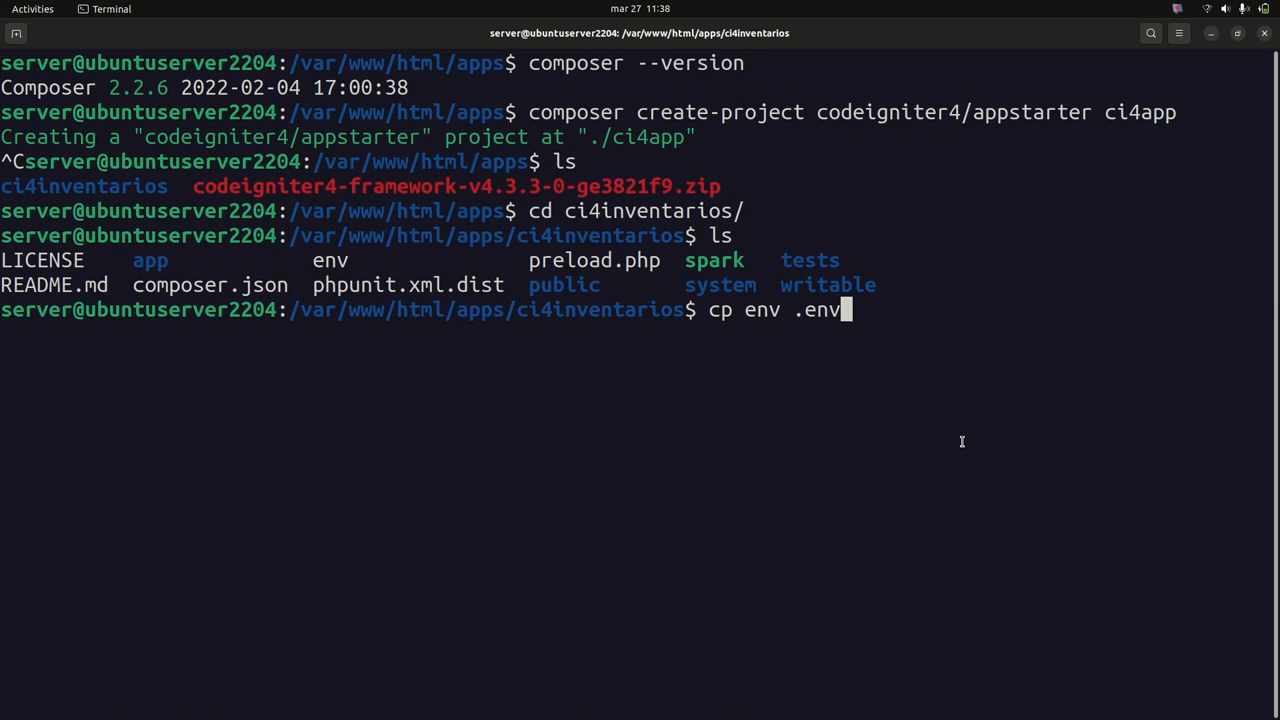 Activities Terminal mar 27 11:38
server@ubuntuserver2204: /var/www/html/apps/ci4inventarios
server@ubuntuserver2204:/var/www/html/apps$ composer --version
Composer 2.2.6 2022-02-04 17:00:38
server@ubuntuserver2204:/var/www/html/apps$ composer create-project codeigniter4/appstarter ci4app
Creating a "codeigniter4/appstarter" project at "./ci4app"
^Cserver@ubuntuserver2204:/var/www/html/apps$ ls
ci4inventarios codeigniter4-framework-v4.3.3-0-ge3821f9.zip
server@ubuntuserver2204:/var/www/html/apps$ cd ci4inventarios/
server@ubuntuserver2204:/var/www/html/apps/ci4inventarios$ ls
LICENSE app env preload.php spark tests
README.md composer.json phpunit.xml.dist public system writable
server@ubuntuserver2204:/var/www/html/apps/ci4inventarios$ cp env .env